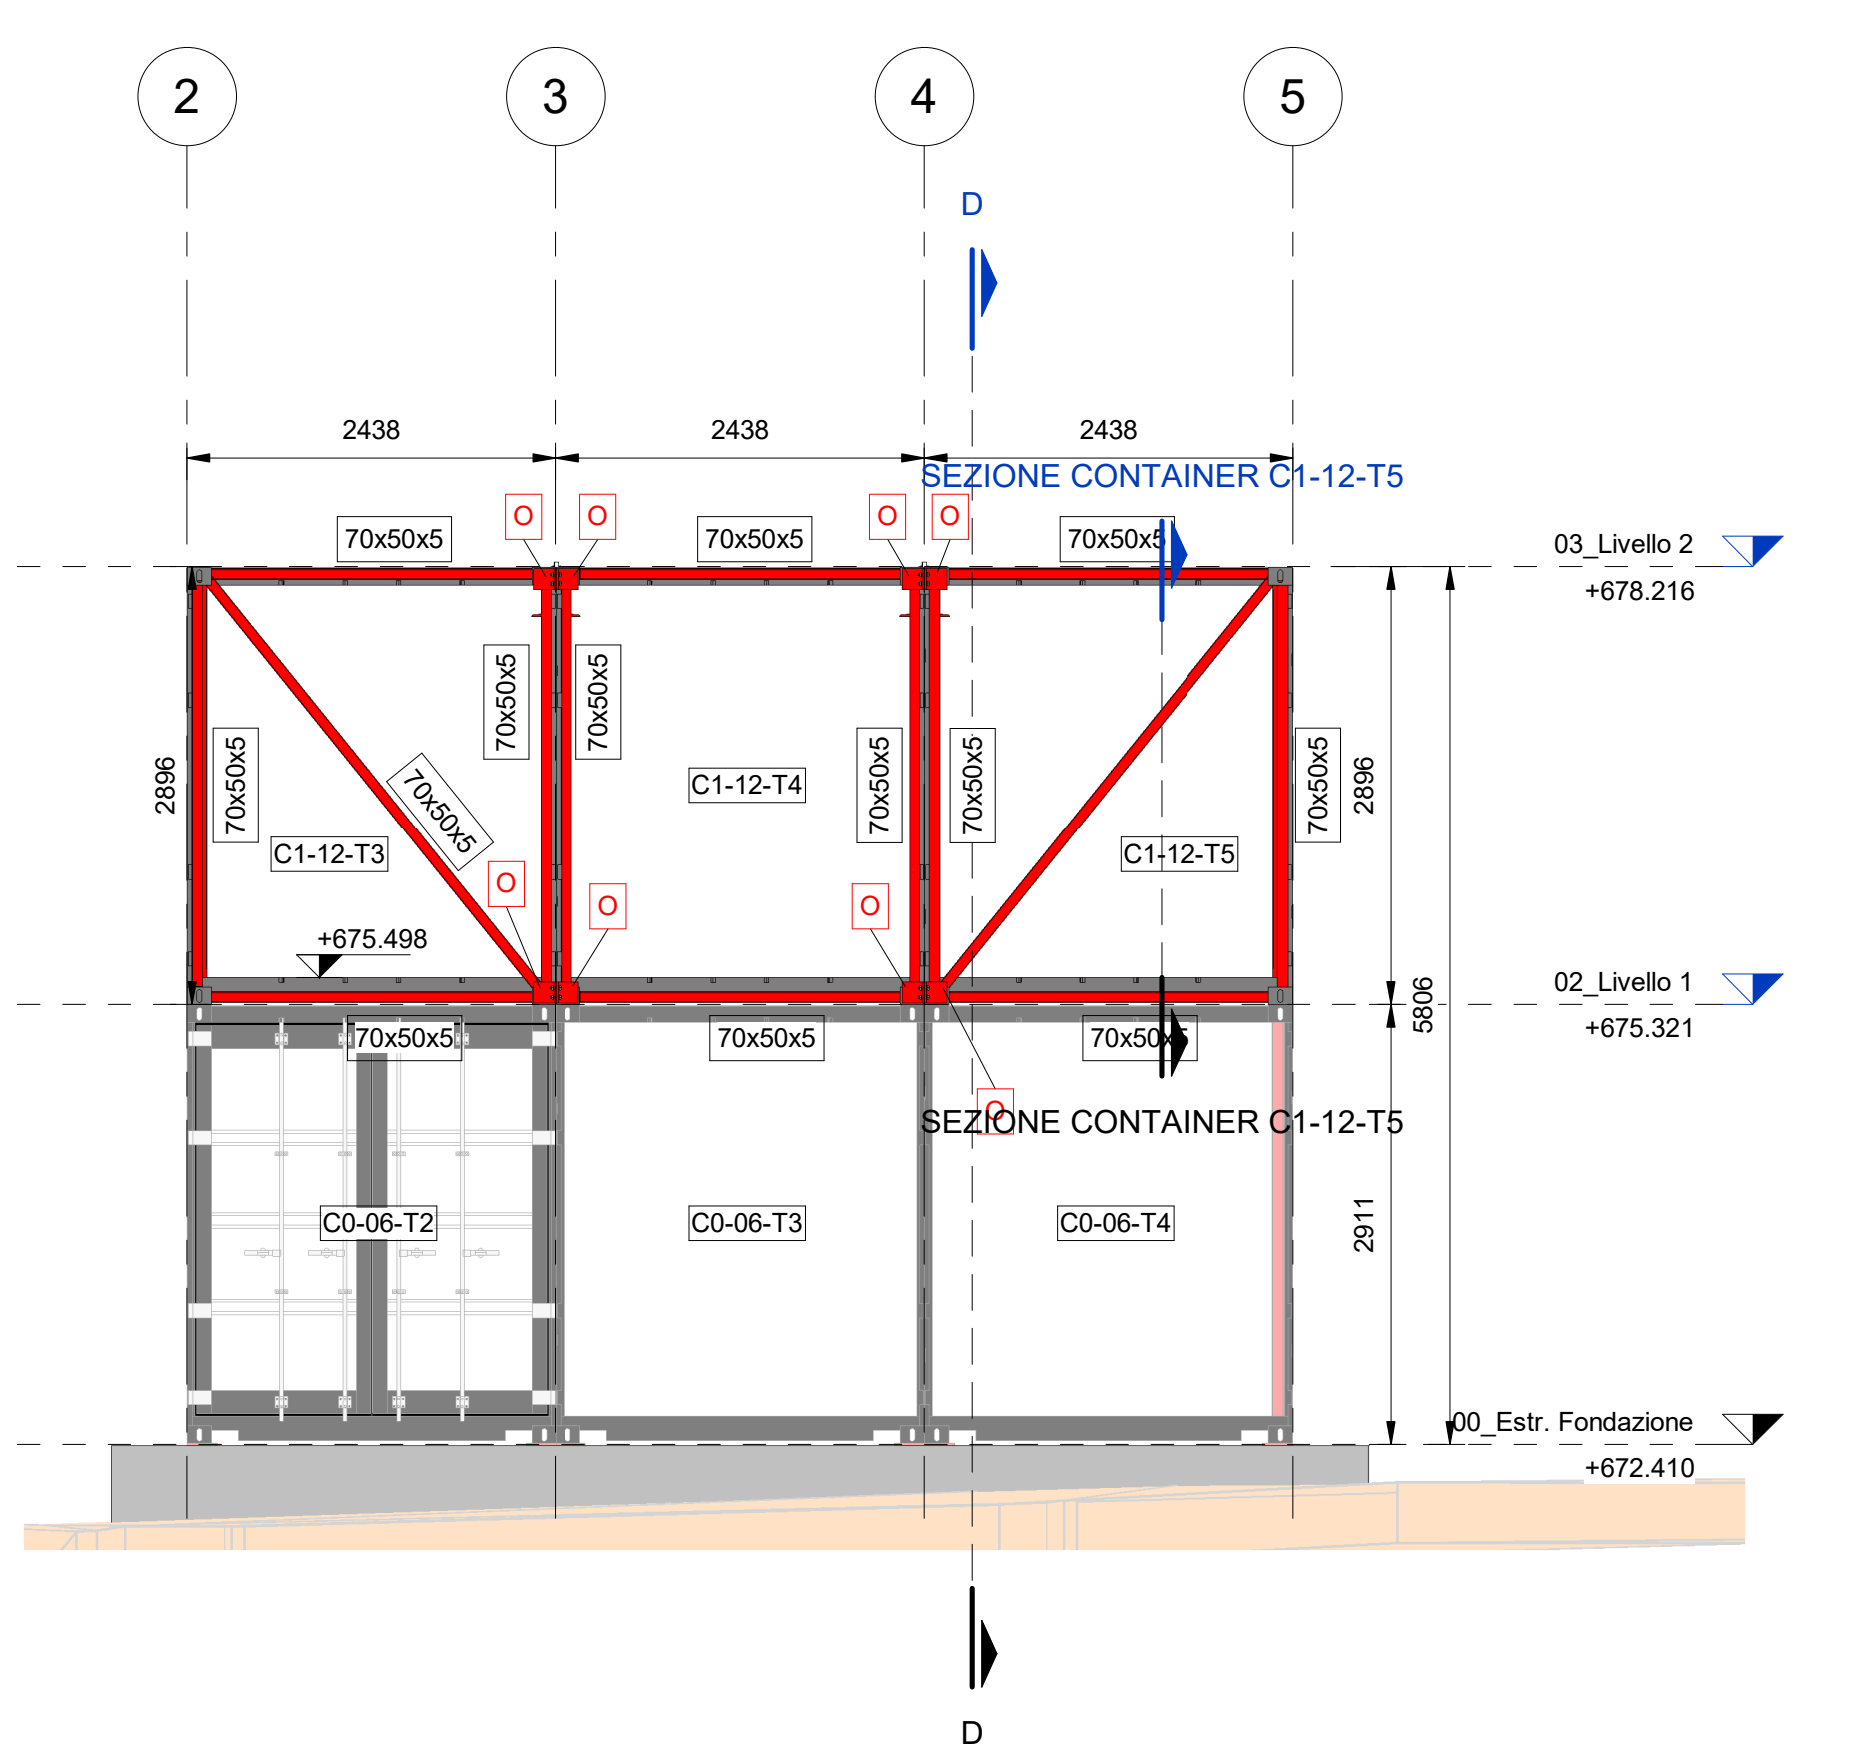 2 3 4 5
D
2438 2438 2438
SEZIONE CONTAINER C1-12-T5
O O O O
70x50x5 70x50x5 70x50x5
03_Livello 2
+678.216
70x50x5 70x50x5
70x50x5 70x50x5 70x50x5 70x50x5
2896 2896
70x50x5
C1-12-T4
C1-12-T3 C1-12-T5
O O O
+675.498
02_Livello 1
+675.321
5806
70x50x5 70x50x5 70x50x5
O
SEZIONE CONTAINER C1-12-T5
C0-06-T2 C0-06-T3 C0-06-T4
2911
00_Estr. Fondazione
+672.410
D